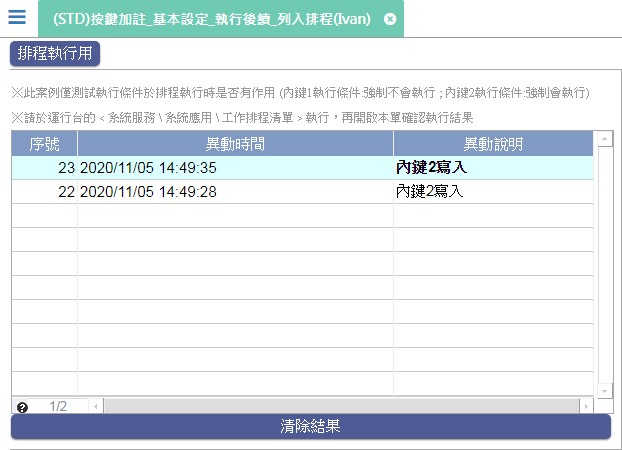 (STD)按鍵加註_基本設定_執行後續_列入排程(Ivan)
排程執行用
※此案例僅測試執行條件於排程執行時是否有作用 (內鍵1執行條件:強制不會執行 ; 內鍵2執行條件:強制會執行)
※請於運行台的 < 系統服務 \ 系統應用 \ 工作排程清單 > 執行，再開啟本單確認執行結果
序號 異動時間 異動說明
23 2020/11/05 14:49:35 內鍵2寫入
22 2020/11/05 14:49:28 內鍵2寫入
1/2
清除結果